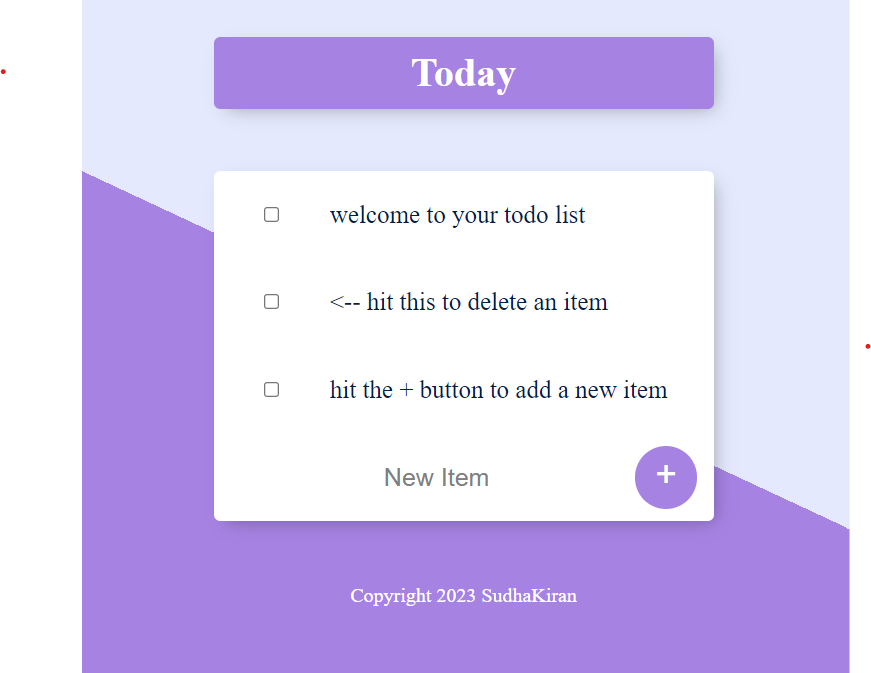 Today
welcome to your todo list
<-- hit this to delete an item
hit the + button to add a new item
New Item
+
Copyright 2023 SudhaKiran